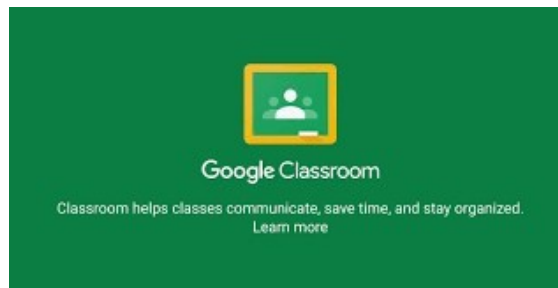 Google Classroom
Classroom helps classes communicate, save time, and stay organized.
Learn more